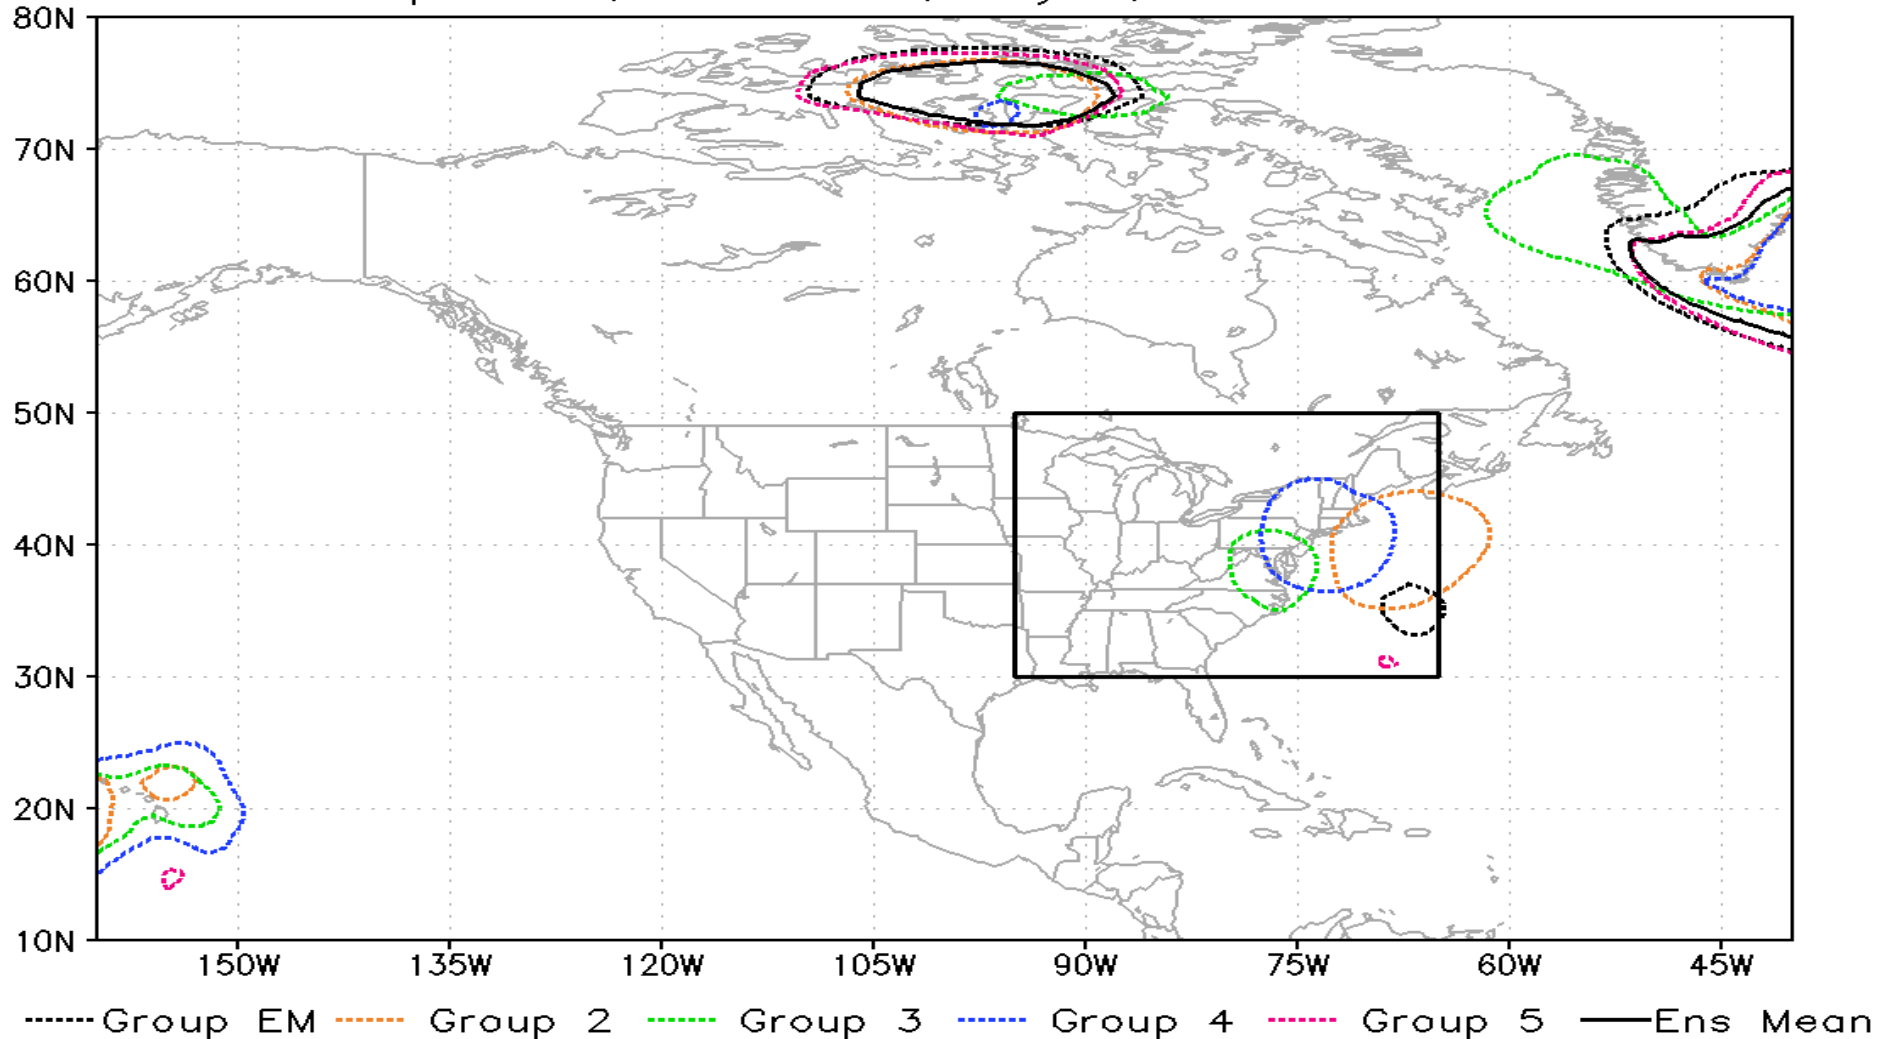 80N
70N
60N
50N
40N
30N
20N
10N
150W 135W 120W 105W 90W 75W 60W 45W
Group EM Group 2 Group 3 Group 4 Group 5 Ens Mean